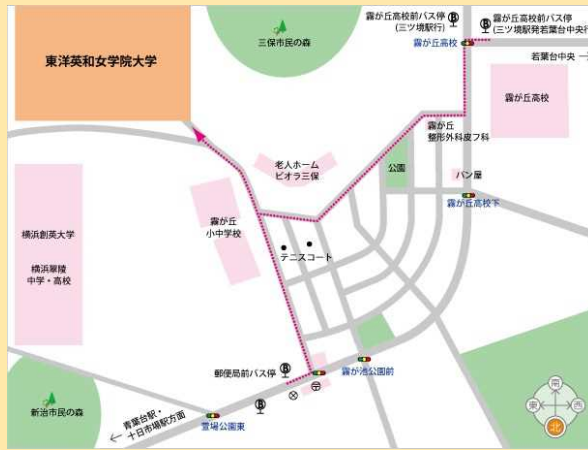 霧が丘高校前バス停
(三ツ境駅行)
霧が丘高校前バス停
(三ツ境駅発若葉台中央行)
霧が丘高校
若葉台中央
三保市民の森
東洋英和女学院大学
霧が丘高校
霧が丘
整形外科皮フ科
老人ホーム
ビオラ三保
公園
パン屋
霧が丘高校下
霧が丘
小中学校
横浜創英大学
横浜翠陵
中学・高校
テニスコート
郵便局前バス停
霧が池公園前
新治市民の森
青葉台駅・
十日市場駅方面
霊場公園東
南
東
西
北